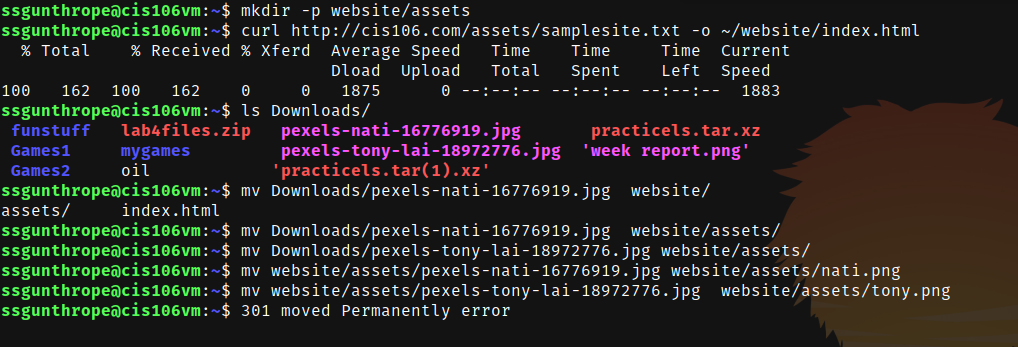 ssgunthrope@cis106vm:~$ mkdir -p website/assets
ssgunthrope@cis106vm:~$ curl http://cis106.com/assets/samplesite.txt -o ~/website/index.html
  % Total    % Received % Xferd  Average Speed   Time    Time     Time  Current
                                 Dload  Upload   Total   Spent    Left  Speed
100   162  100   162    0     0   1875      0 --:--:-- --:--:-- --:--:--  1883
ssgunthrope@cis106vm:~$ ls Downloads/
 funstuff   lab4files.zip   pexels-nati-16776919.jpg       practicels.tar.xz
 Games1     mygames         pexels-tony-lai-18972776.jpg  'week report.png'
 Games2     oil            'practicels.tar(1).xz'
ssgunthrope@cis106vm:~$ mv Downloads/pexels-nati-16776919.jpg  website/
assets/     index.html
ssgunthrope@cis106vm:~$ mv Downloads/pexels-nati-16776919.jpg  website/assets/
ssgunthrope@cis106vm:~$ mv Downloads/pexels-tony-lai-18972776.jpg website/assets/
ssgunthrope@cis106vm:~$ mv website/assets/pexels-nati-16776919.jpg website/assets/nati.png
ssgunthrope@cis106vm:~$ mv website/assets/pexels-tony-lai-18972776.jpg  website/assets/tony.png
ssgunthrope@cis106vm:~$ 301 moved Permanently error